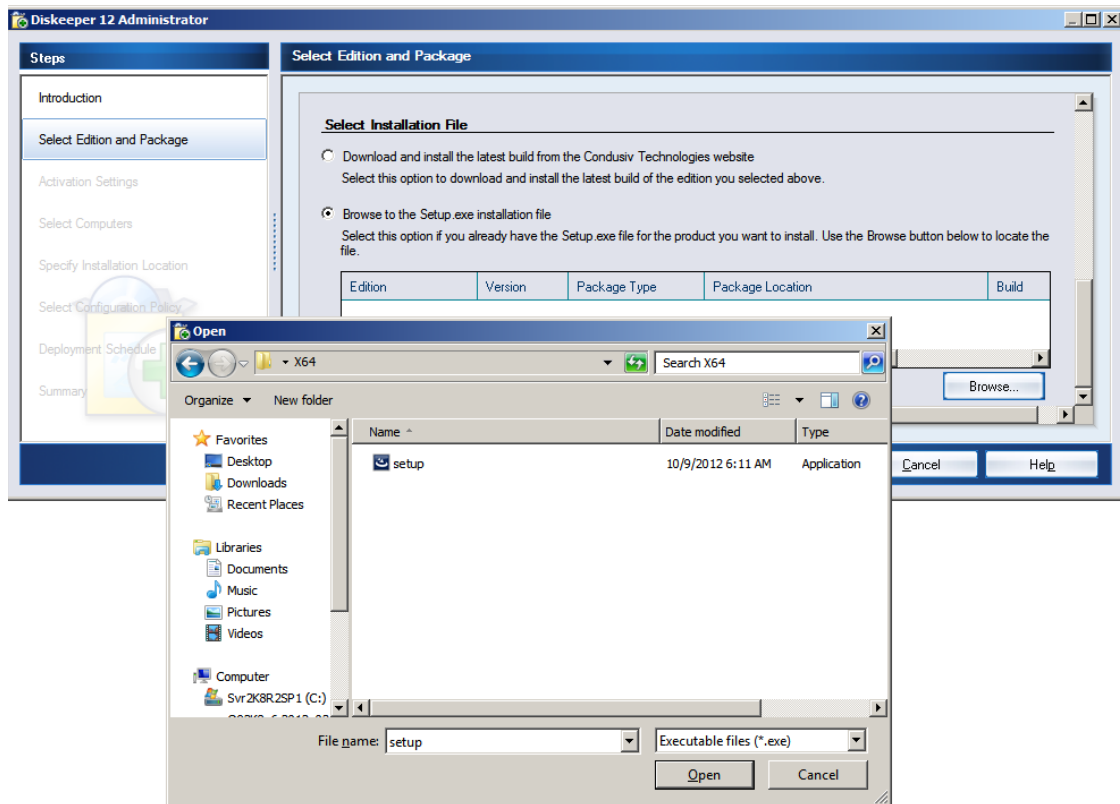 Diskeeper 12 Administrator
Steps
Introduction
Select Edition and Package
Activation Settings
Select Computers
Specify Installation Location
Select Configuration Policy
Deployment Schedule
Summary
Select Edition and Package
Select Installation File
Download and install the latest build from the Condusiv Technologies website
Select this option to download and install the latest build of the edition you selected above.
Browse to the Setup.exe installation file
Select this option if you already have the Setup.exe file for the product you want to install. Use the Browse button below to locate the
file.
Edition Version Package Type Package Location Build
Browse...
Cancel Help
Open
X64 Search X64
Organize New folder
Favorites
Desktop
Downloads
Recent Places
Libraries
Documents
Music
Pictures
Videos
Computer
Svr2K8R2SP1 (C:)
Name Date modified Type
setup 10/9/2012 6:11 AM Application
File name: setup Executable files (*.exe)
Open Cancel